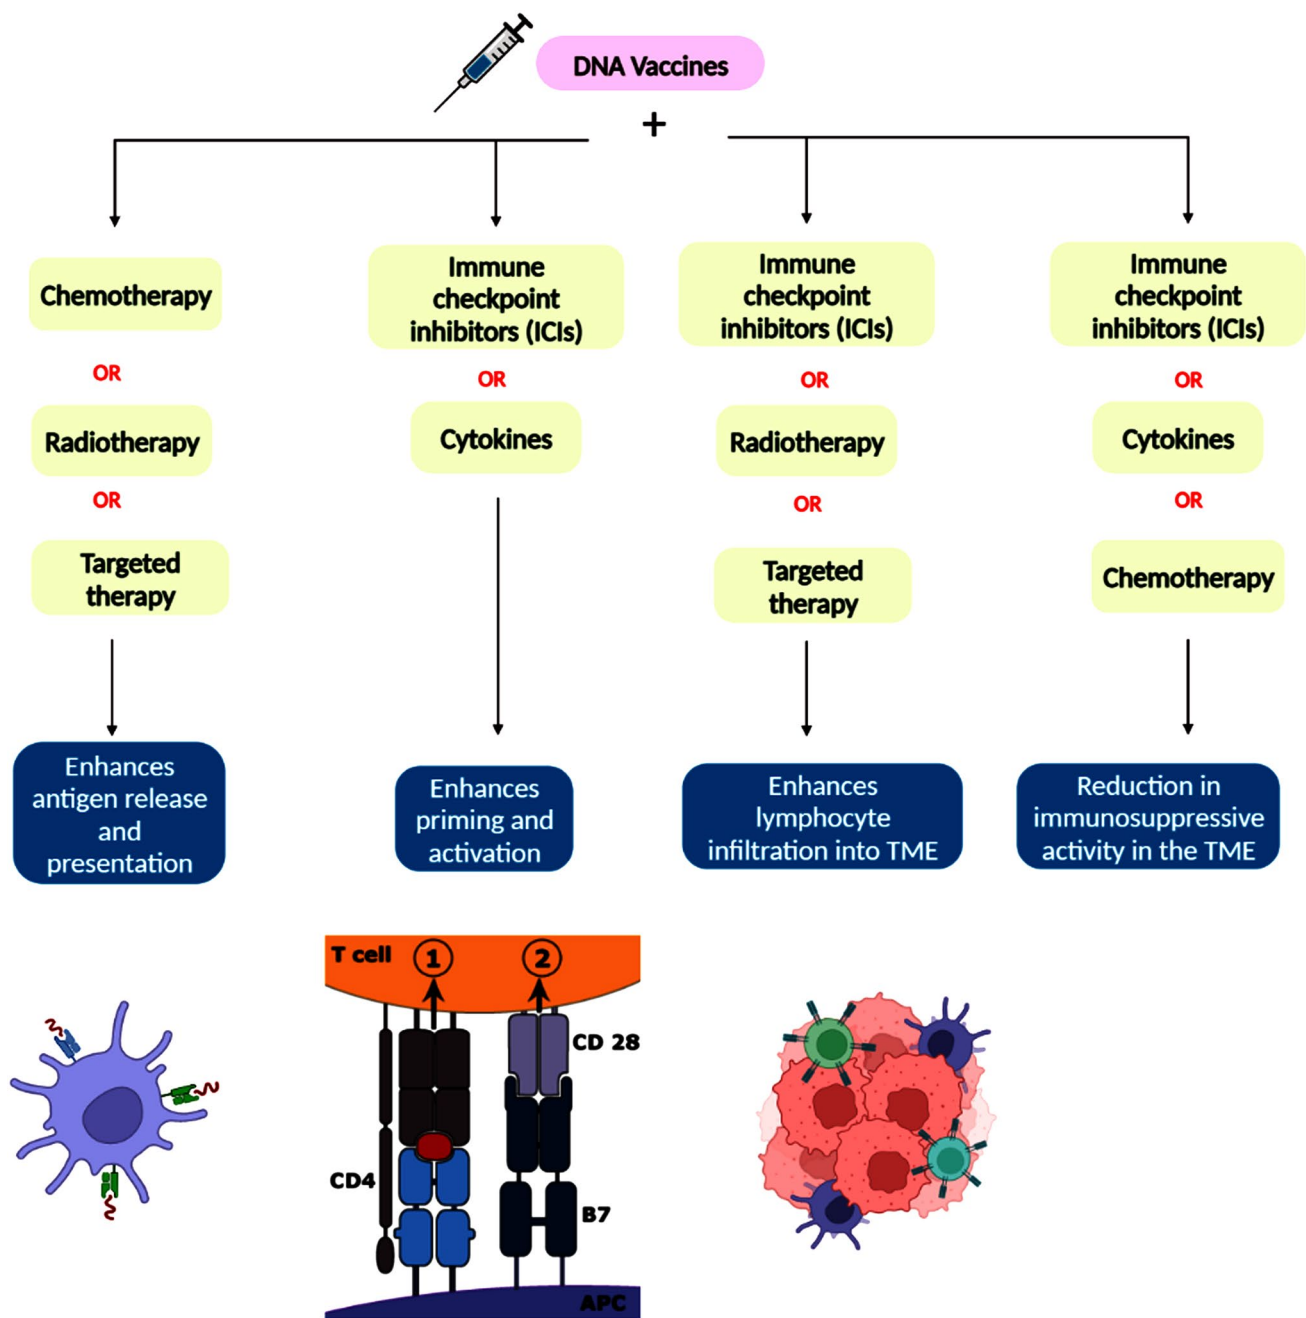 DNA Vaccines
+
Chemotherapy
OR
Radiotherapy
OR
Targeted
therapy
Enhances
antigen release
and
presentation
Immune
checkpoint
inhibitors (ICIs)
OR
Cytokines
Enhances
priming and
activation
Immune
checkpoint
inhibitors (ICIs)
OR
Radiotherapy
OR
Targeted
therapy
Enhances
lymphocyte
infiltration into TME
Immune
checkpoint
inhibitors (ICIs)
OR
Cytokines
OR
Chemotherapy
Reduction in
immunosuppressive
activity in the TME
T cell
1
2
CD 28
CD4
B7
APC